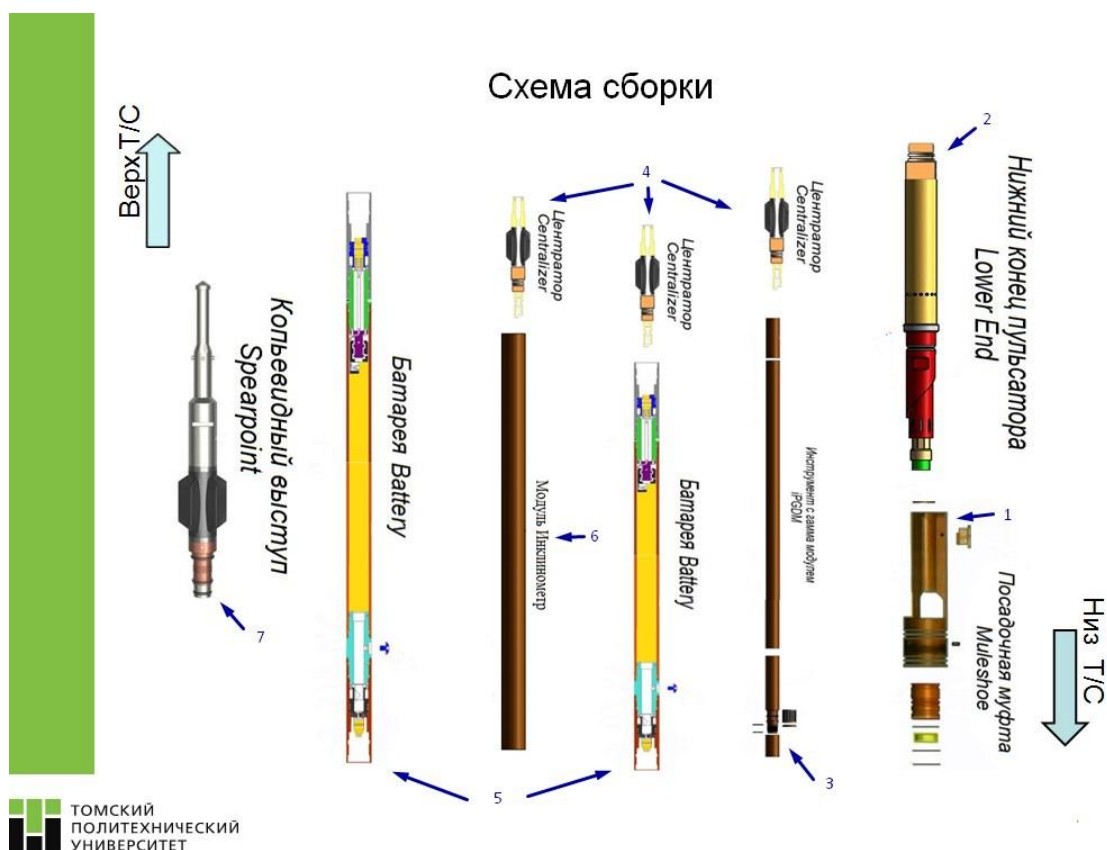 Схема сборки
Верх Т/С
Копьевидный выступ
Spearpoint
7
Батарея Battery
5
Центратор
Centralizer
4
Модуль Инклинометр
6
Центратор
Centralizer
Батарея Battery
Центратор
Centralizer
Инструмент с гамма модулем
iPGDM
3
2
Нижний конец пульсатора
Lower End
1
Посадочная муфта
Muleshoe
Низ Т/С
ТОМСКИЙ
ПОЛИТЕХНИЧЕСКИЙ
УНИВЕРСИТЕТ